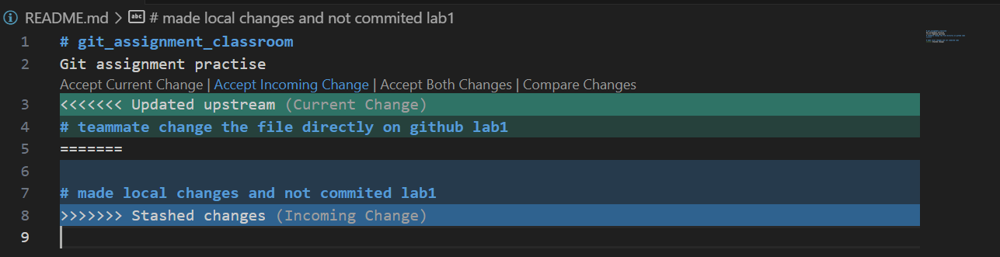 README.md > abc # made local changes and not commited lab1
1 # git_assignment_classroom
2 Git assignment practise
Accept Current Change | Accept Incoming Change | Accept Both Changes | Compare Changes
3 <<<<<<< Updated upstream (Current Change)
4 # teammate change the file directly on github lab1
5 =======
6
7 # made local changes and not commited lab1
8 >>>>>>> Stashed changes (Incoming Change)
9